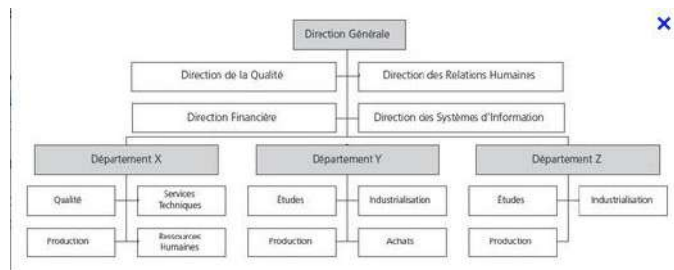 Direction Générale
Direction de la Qualité
Direction des Relations Humaines
Direction Financière
Direction des Systèmes d'Information
Département X
Département Y
Département Z
Qualité
Services
Techniques
Études
Industrialisation
Études
Industrialisation
Production
Ressources
Humaines
Production
Achats
Production